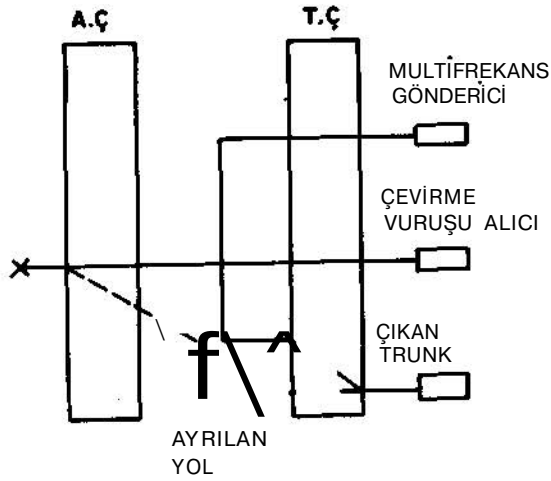 A.Ç
T.Ç
MULTİFREKANS
GÖNDERİCİ
ÇEVİRME
VURUŞU ALICI
ÇIKAN
TRUNK
AYRILAN
YOL